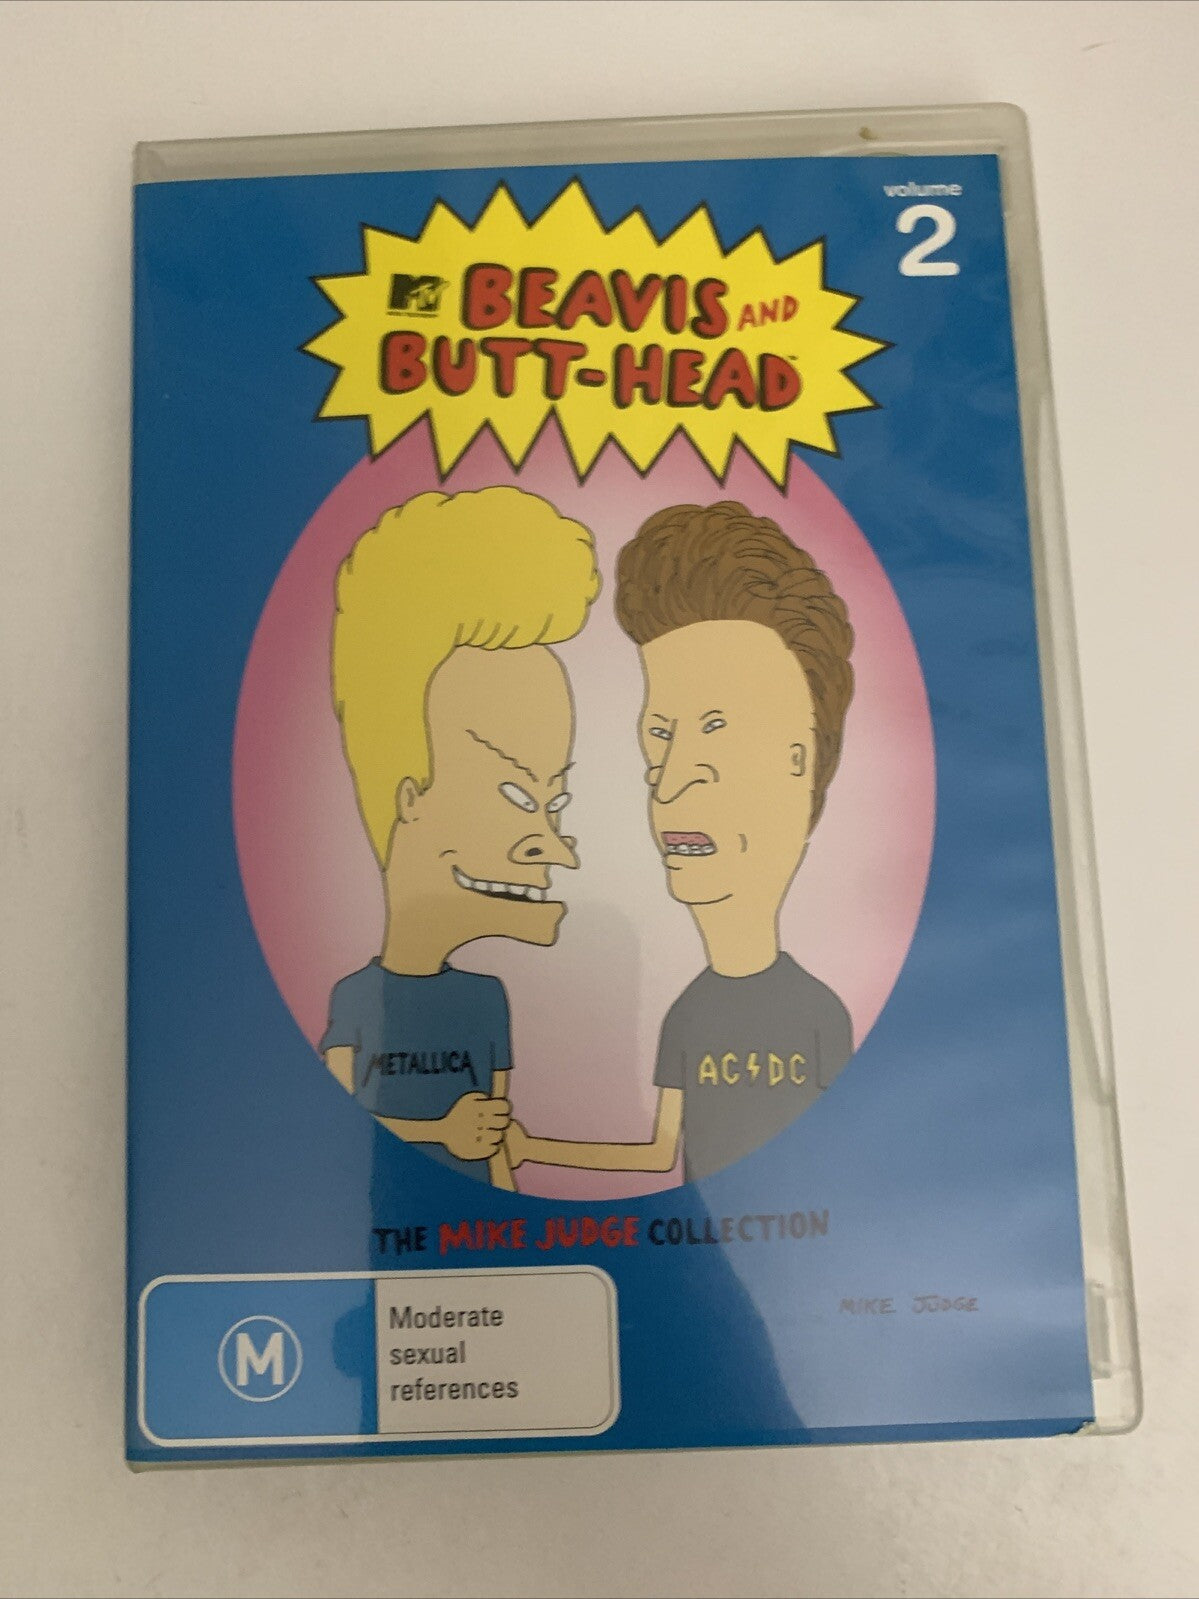 volume
2
MTV
BEAVIS AND
BUTT-HEAD
METALLICA
AC⚡DC
THE MIKE JUDGE COLLECTION
MIKE JUDGE
M
Moderate
sexual
references